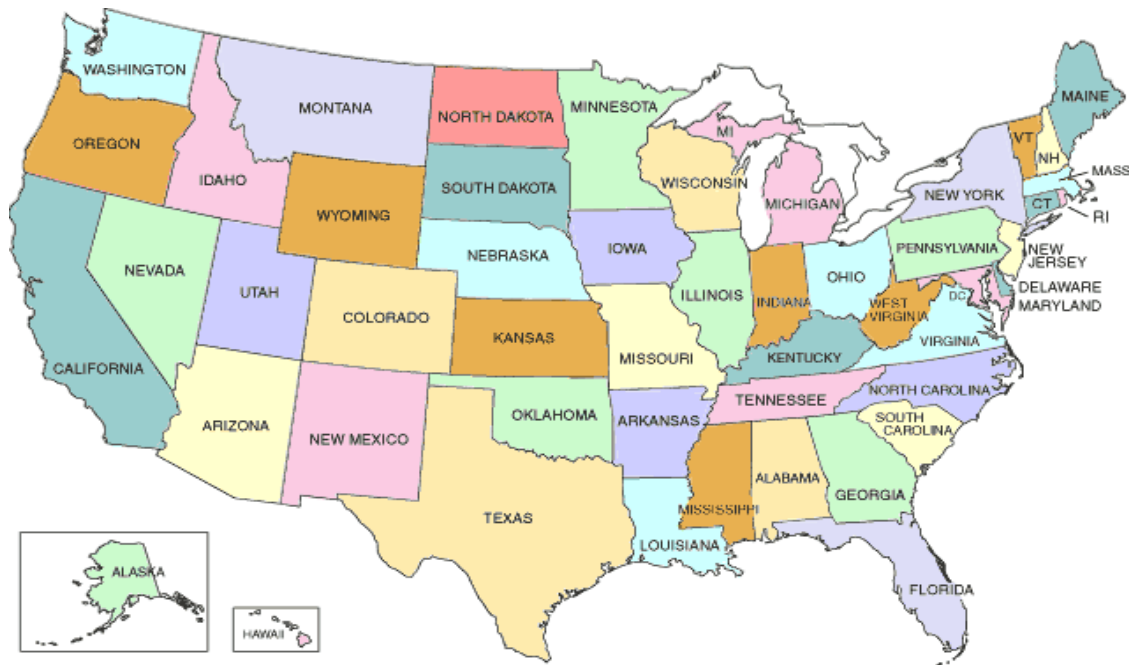 WASHINGTON
MONTANA
NORTH DAKOTA
MINNESOTA
MAINE
OREGON
IDAHO
SOUTH DAKOTA
WISCONSIN
MI
MICHIGAN
VT
NH
MASS
NEW YORK
CT
RI
WYOMING
NEBRASKA
IOWA
PENNSYLVANIA
NEW
JERSEY
NEVADA
UTAH
COLORADO
ILLINOIS
INDIANA
OHIO
WEST
VIRGINIA
DC
DELAWARE
MARYLAND
CALIFORNIA
KANSAS
MISSOURI
KENTUCKY
VIRGINIA
ARIZONA
NEW MEXICO
OKLAHOMA
ARKANSAS
TENNESSEE
NORTH CAROLINA
SOUTH
CAROLINA
TEXAS
LOUISIANA
MISSISSIPPI
ALABAMA
GEORGIA
FLORIDA
ALASKA
HAWAII